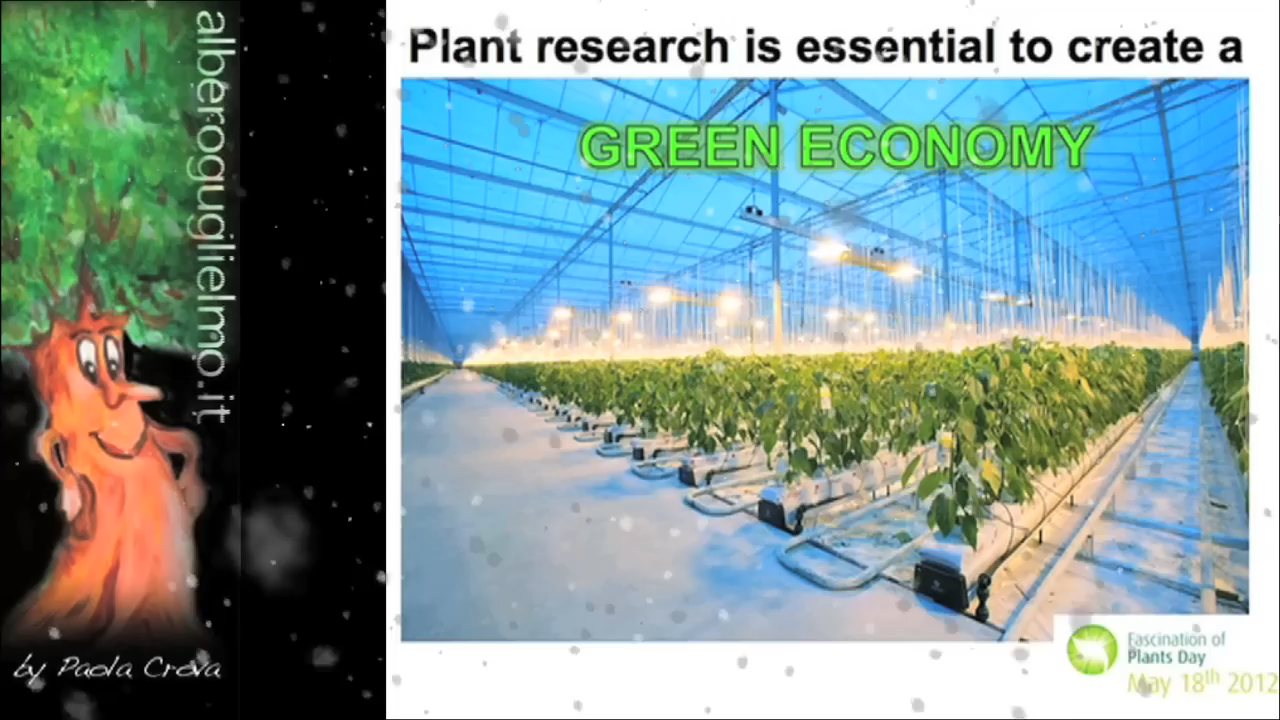 alberoguglielmo.it
by Paola Crova
Plant research is essential to create a
GREEN ECONOMY
Fascination of
Plants Day
May 18th 2012